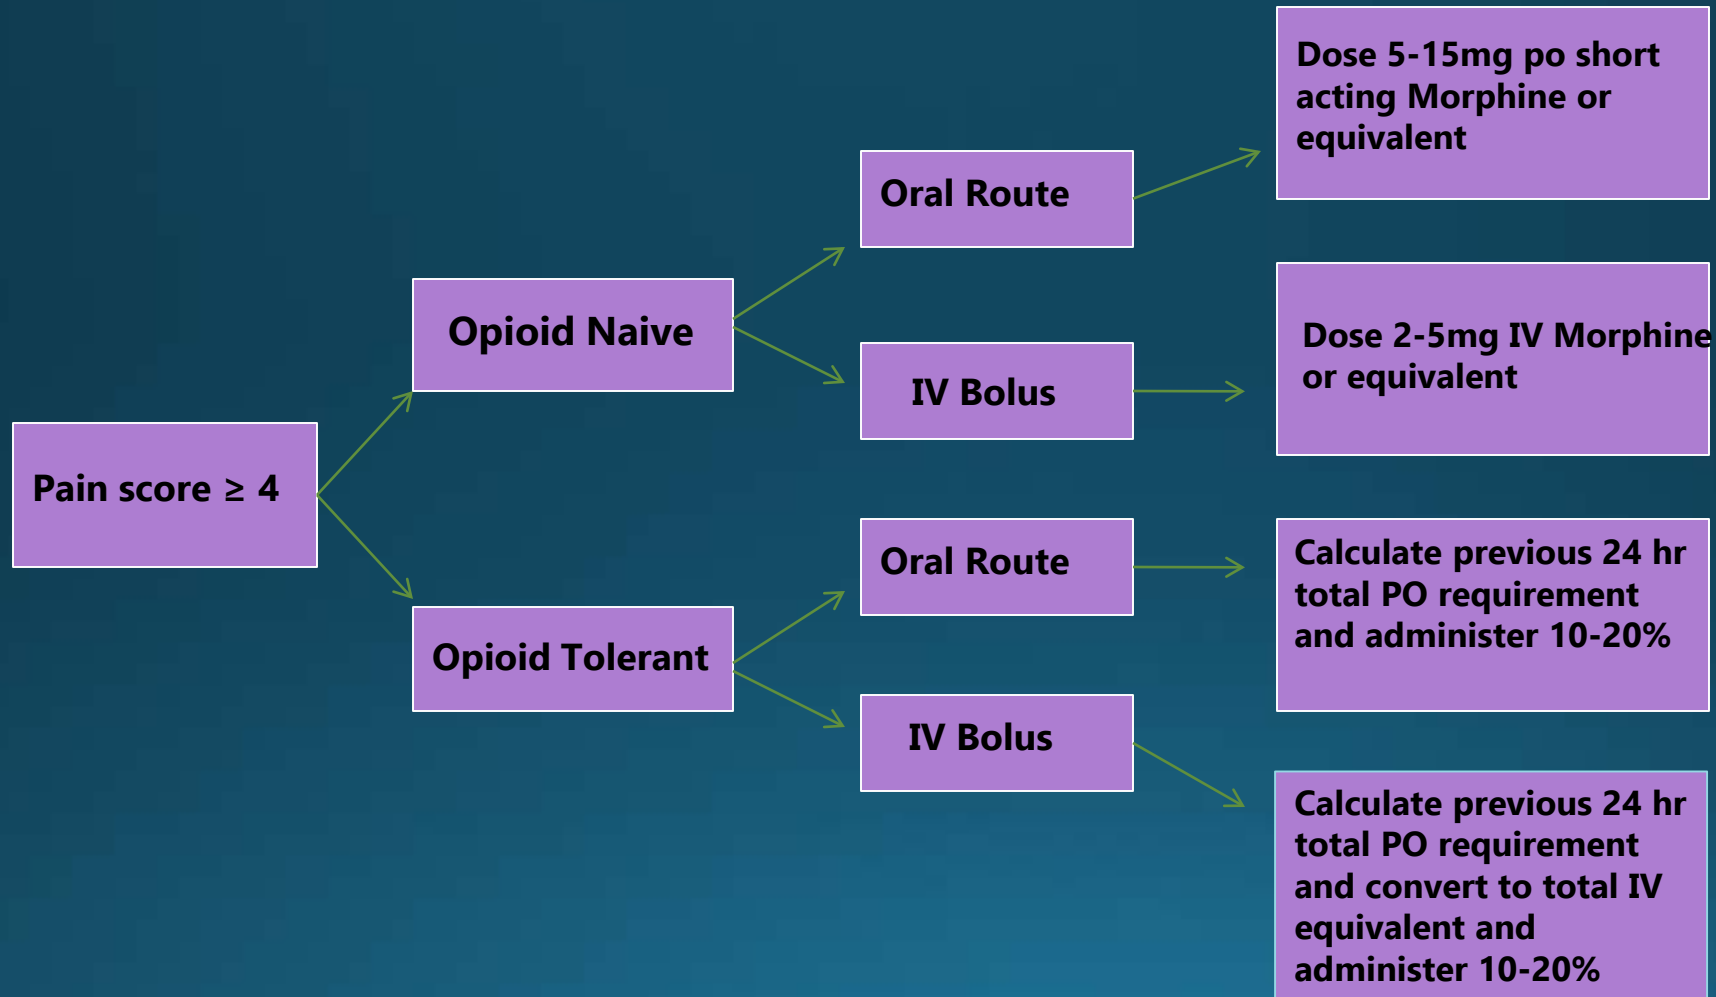 Pain score ≥ 4
Opioid Naive
Opioid Tolerant
Oral Route
IV Bolus
Oral Route
IV Bolus
Dose 5-15mg po short
acting Morphine or
equivalent
Dose 2-5mg IV Morphine
or equivalent
Calculate previous 24 hr
total PO requirement
and administer 10-20%
Calculate previous 24 hr
total PO requirement
and convert to total IV
equivalent and
administer 10-20%